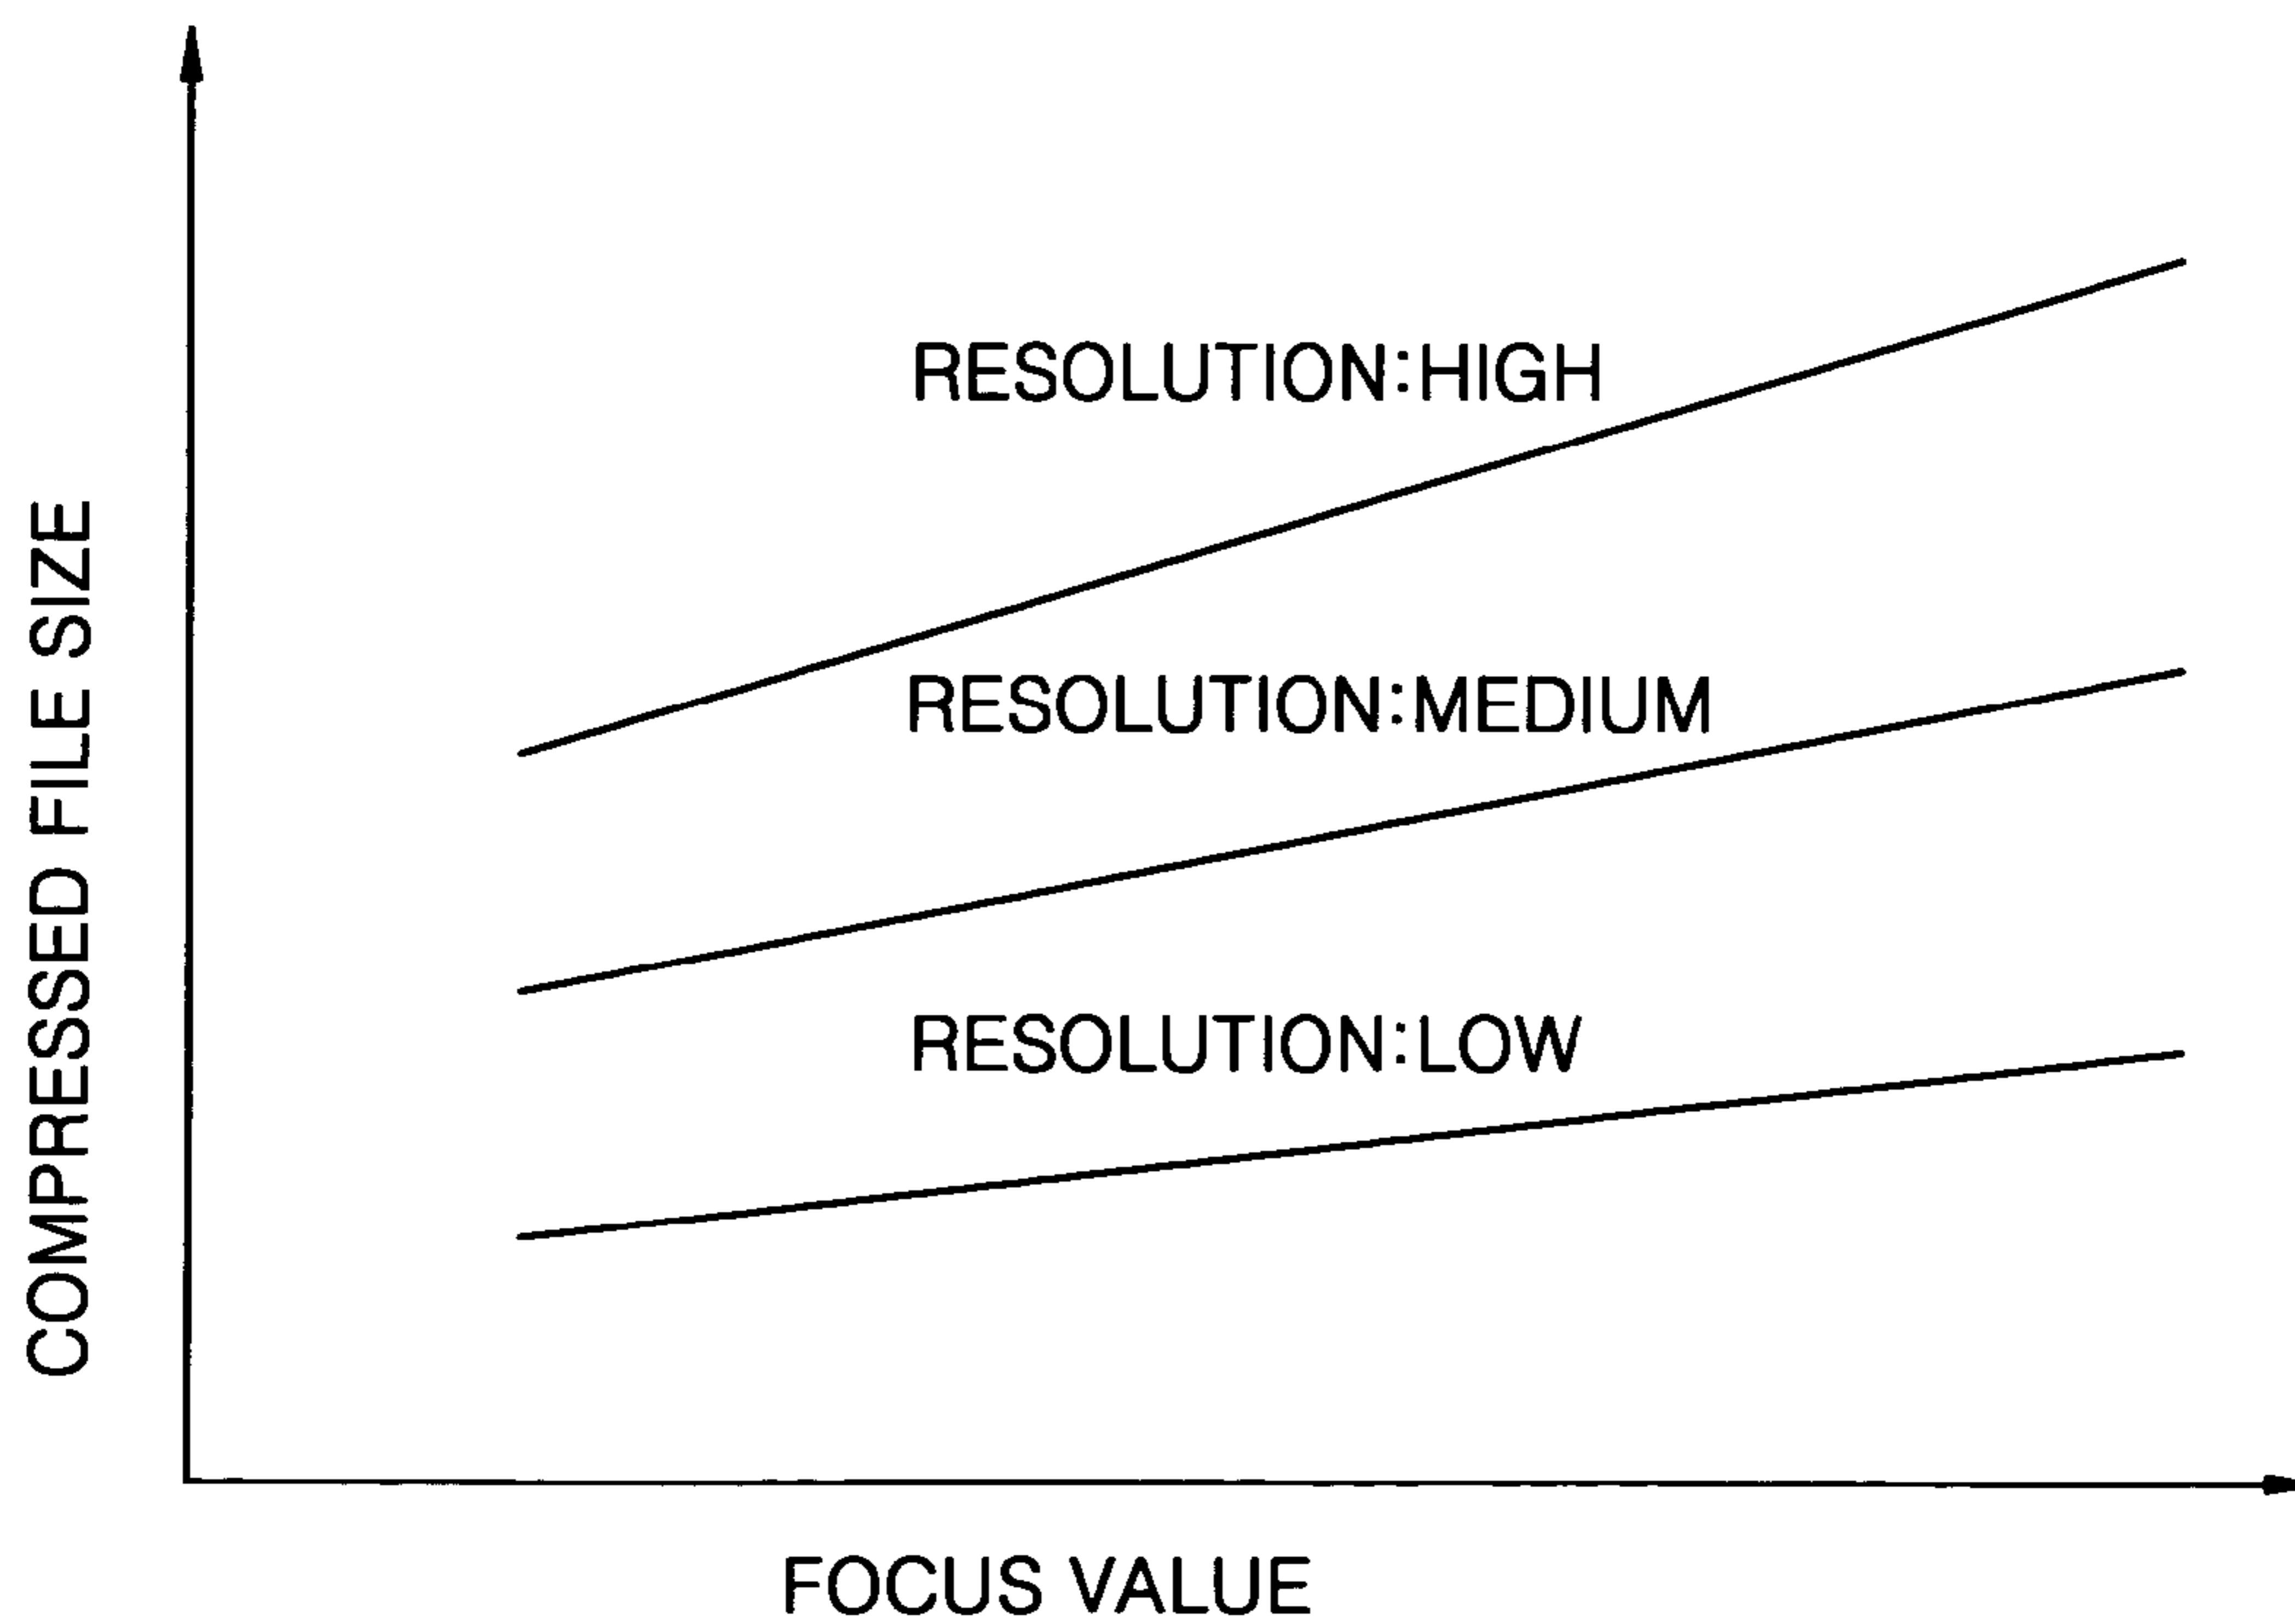 COMPRESSED FILE SIZE
RESOLUTION:HIGH
RESOLUTION:MEDIUM
RESOLUTION:LOW
FOCUS VALUE